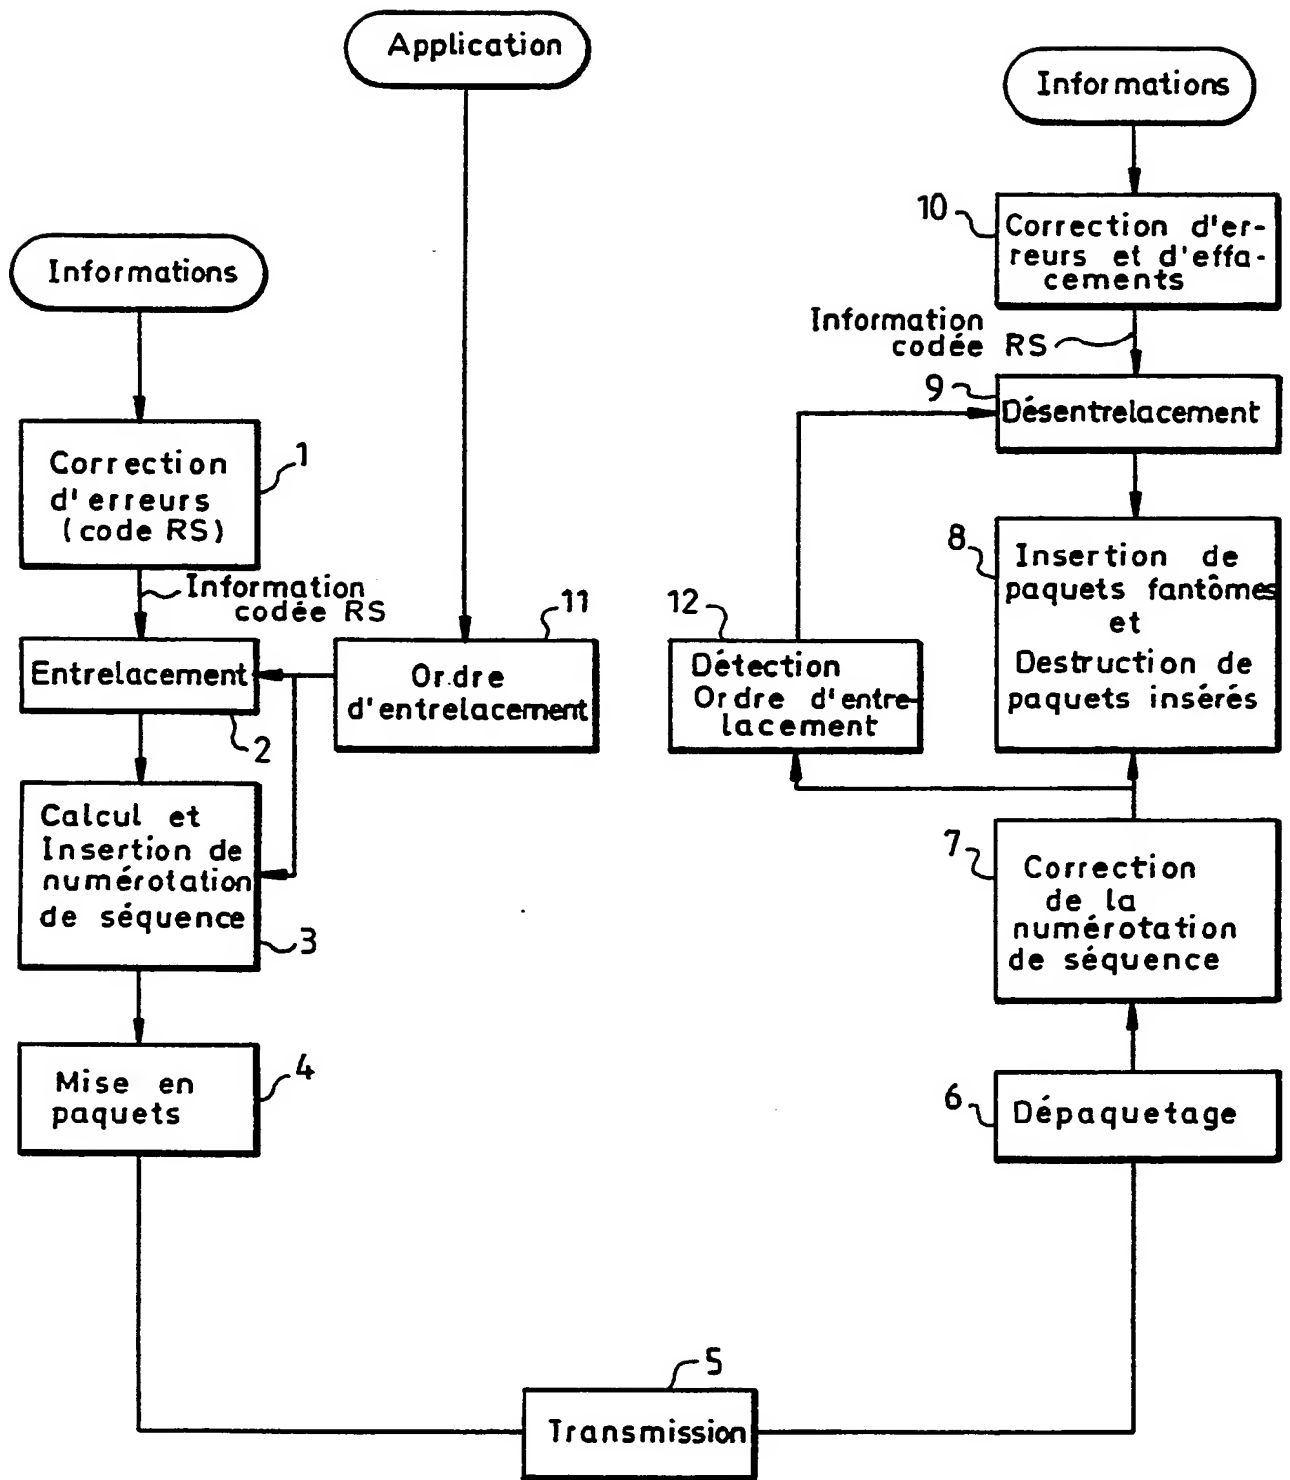 Application
Informations
Informations
Correction
d'erreurs
(code RS)
1
Information
codée RS
Entrelacement
2
Ordre
d'entrelacement
11
Calcul et
Insertion de
numérotation
de séquence
3
Mise en
paquets
4
Transmission
5
Dépaquetage
6
Correction
de la
numérotation
de séquence
7
Détection
Ordre d'entre-
lacement
12
Insertion de
paquets fantômes
et
Destruction de
paquets insérés
8
Désentrelacement
9
Information
codée RS
Correction d'er-
reurs et d'effa-
cements
10